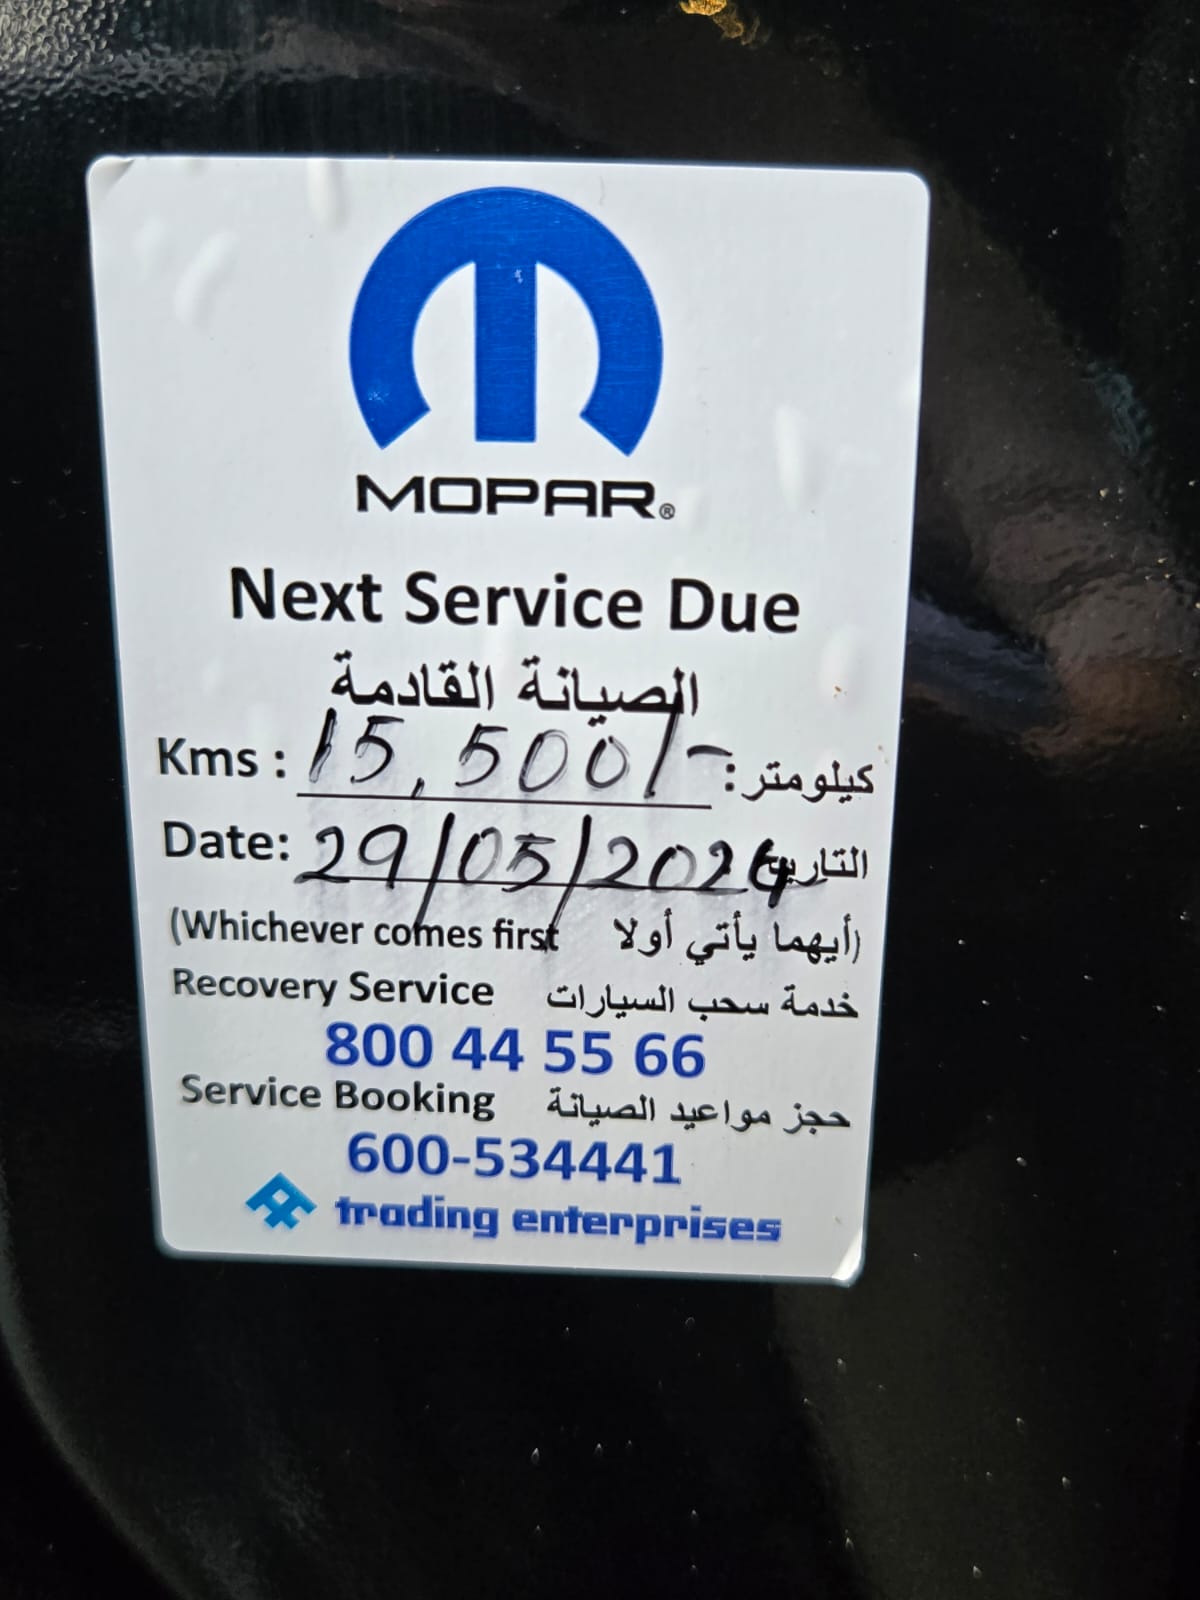 MOPAR®
Next Service Due
الصيانة القادمة
Kms : 15,500/- كيلومتر:
Date: 29/05/2024 التاريخ
(Whichever comes first أيهما يأتي أولا)
Recovery Service خدمة سحب السيارات
800 44 55 66
Service Booking حجز مواعيد الصيانة
600-534441
trading enterprises